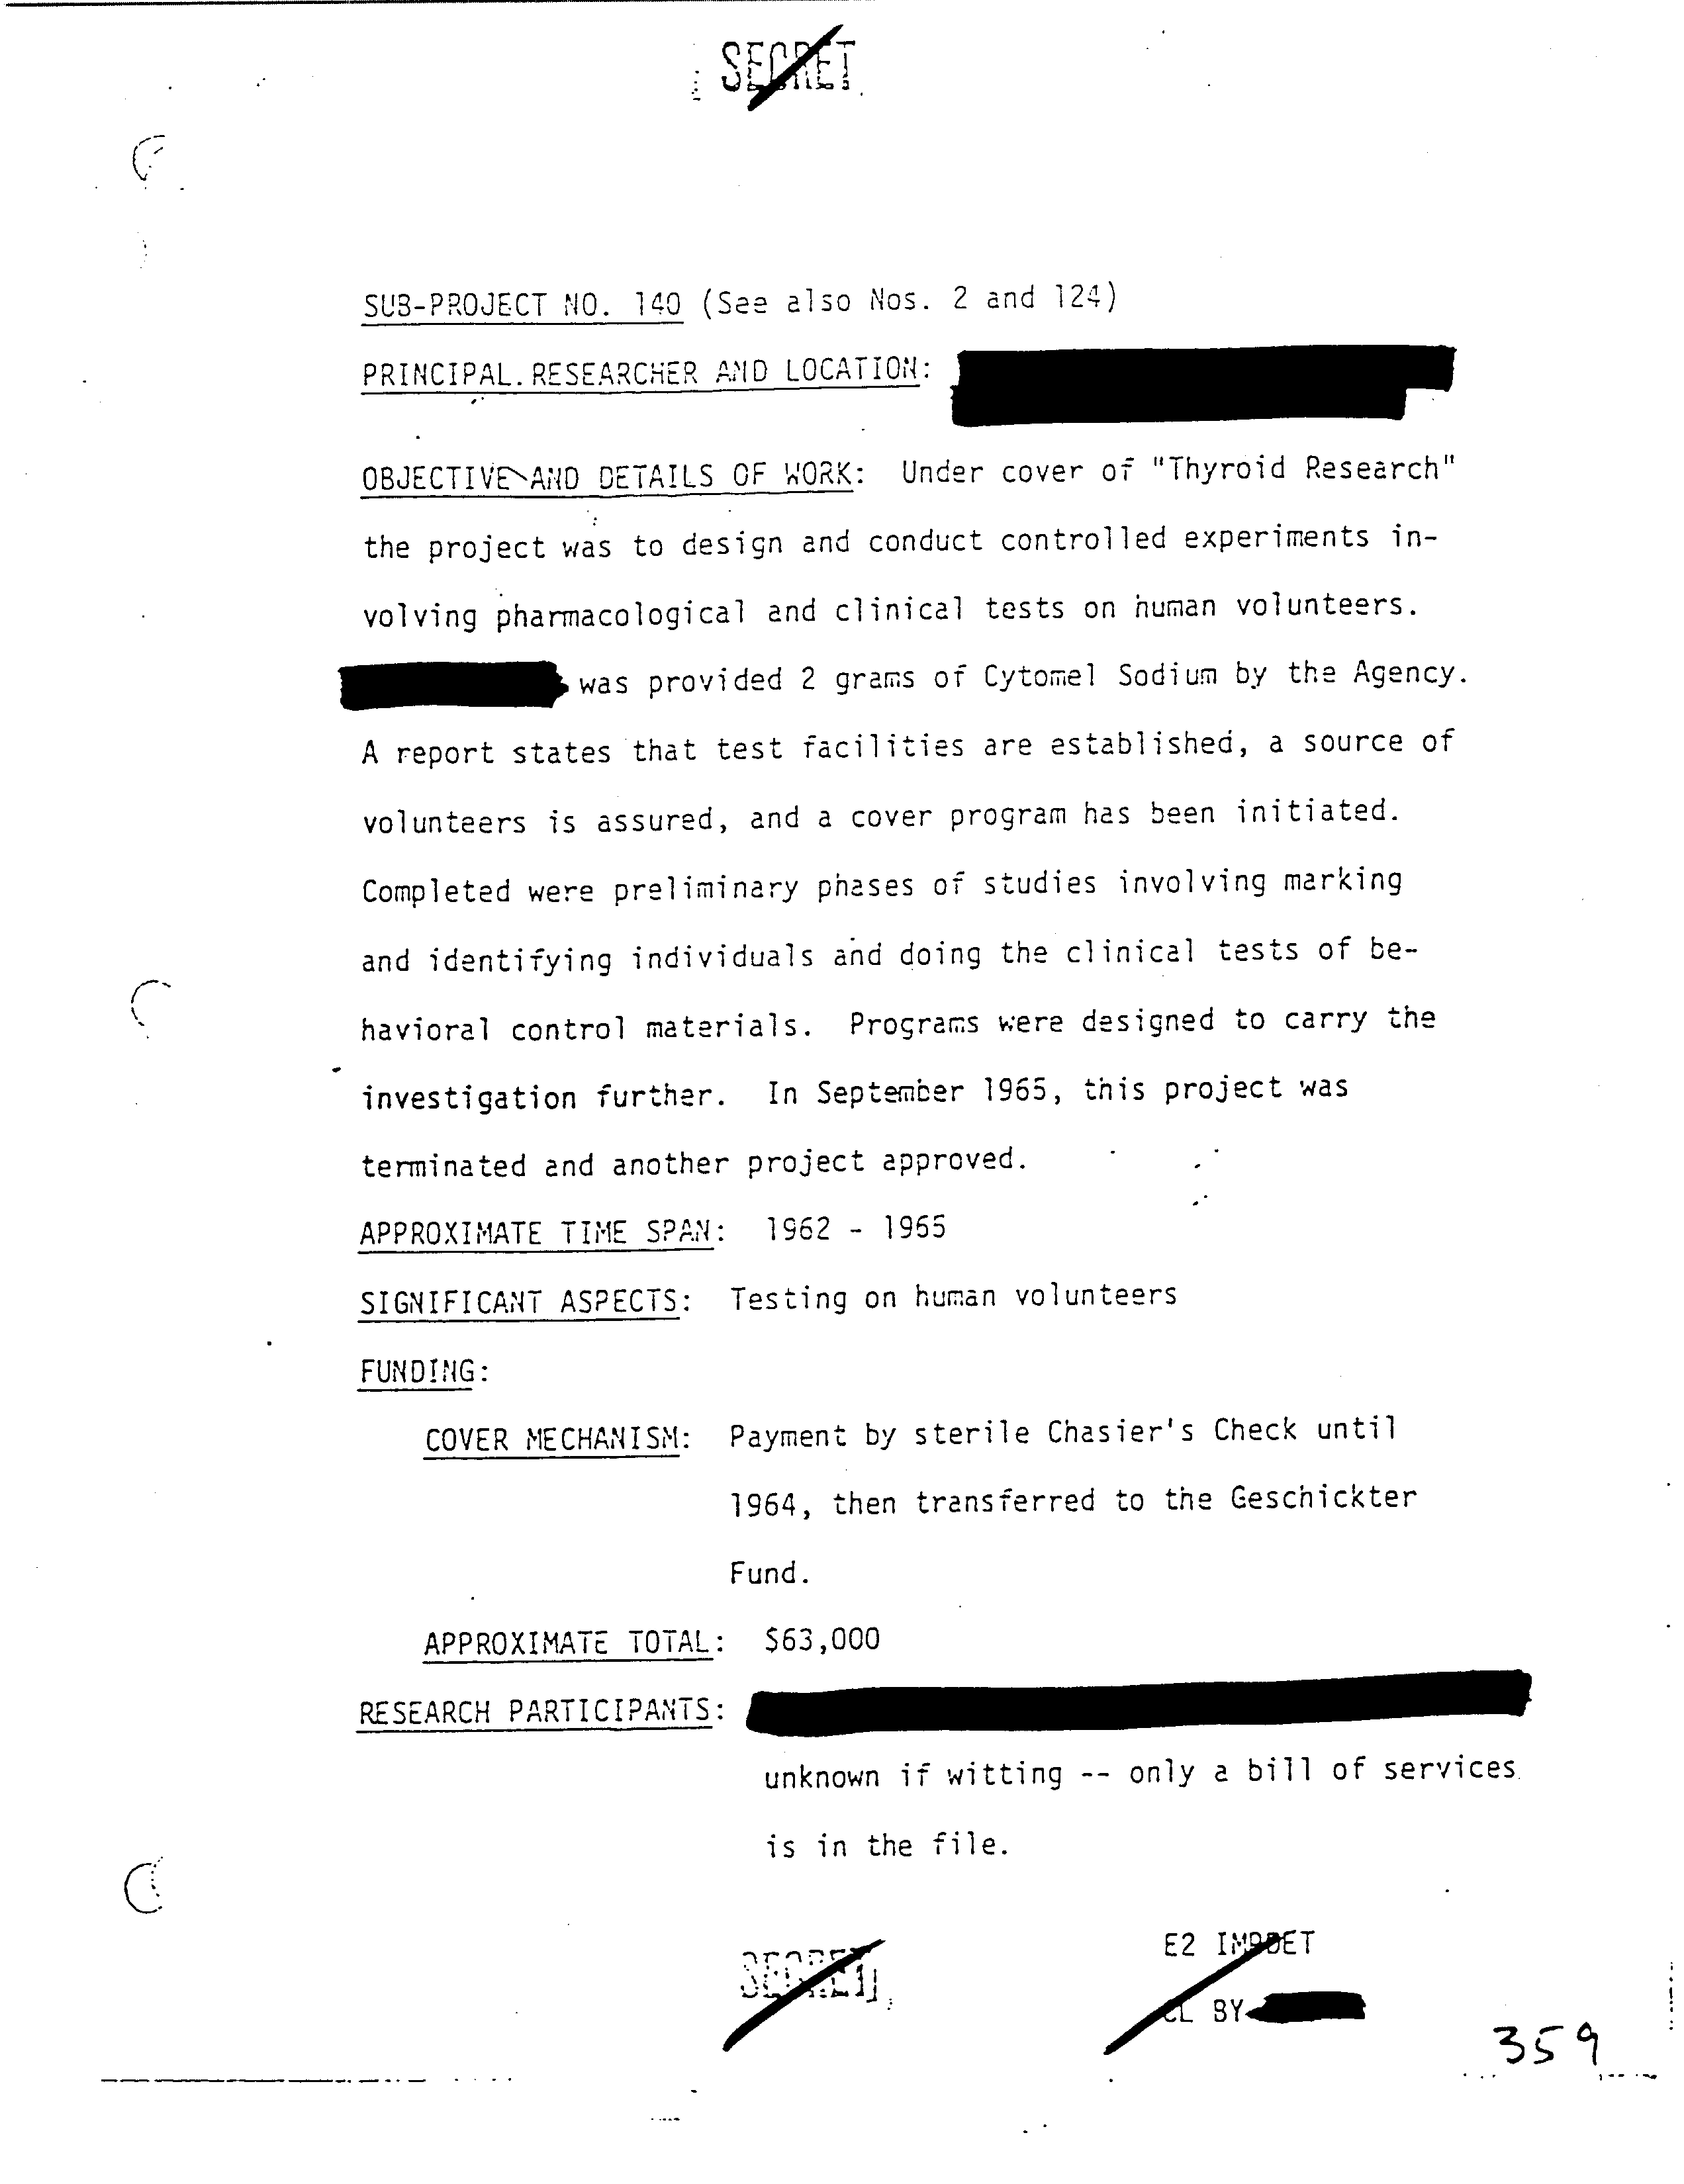 SECRET
SUB-PROJECT NO. 140 (See also Nos. 2 and 124)
PRINCIPAL RESEARCHER AND LOCATION:
OBJECTIVE AND DETAILS OF WORK: Under cover of "Thyroid Research"
the project was to design and conduct controlled experiments in-
volving pharmacological and clinical tests on human volunteers.
was provided 2 grams of Cytomel Sodium by the Agency.
A report states that test facilities are established, a source of
volunteers is assured, and a cover program has been initiated.
Completed were preliminary phases of studies involving marking
and identifying individuals and doing the clinical tests of be-
havioral control materials. Programs were designed to carry the
investigation further. In September 1965, this project was
terminated and another project approved.
APPROXIMATE TIME SPAN: 1962 - 1965
SIGNIFICANT ASPECTS: Testing on human volunteers
FUNDING:
COVER MECHANISM: Payment by sterile Chasier's Check until
1964, then transferred to the Geschickter
Fund.
APPROXIMATE TOTAL: $63,000
RESEARCH PARTICIPANTS:
unknown if witting -- only a bill of services
is in the file.
SECRET
E2 IMPDET
CL BY
359